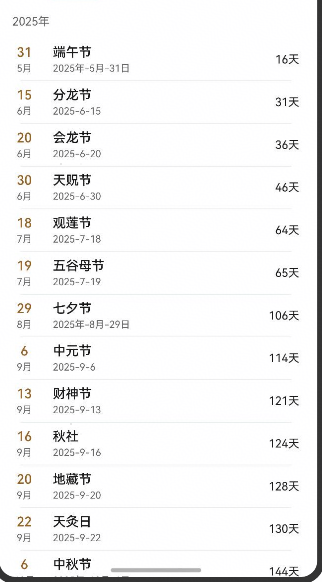 2025年
31 端午节
5月 2025年-5月-31日 16天
15 分龙节
6月 2025-6-15 31天
20 会龙节
6月 2025-6-20 36天
30 天贶节
6月 2025-6-30 46天
18 观莲节
7月 2025-7-18 64天
19 五谷母节
7月 2025-7-19 65天
29 七夕节
8月 2025年-8月-29日 106天
6 中元节
9月 2025-9-6 114天
13 财神节
9月 2025-9-13 121天
16 秋社
9月 2025-9-16 124天
20 地藏节
9月 2025-9-20 128天
22 天灸日
9月 2025-9-22 130天
6 中秋节
144天